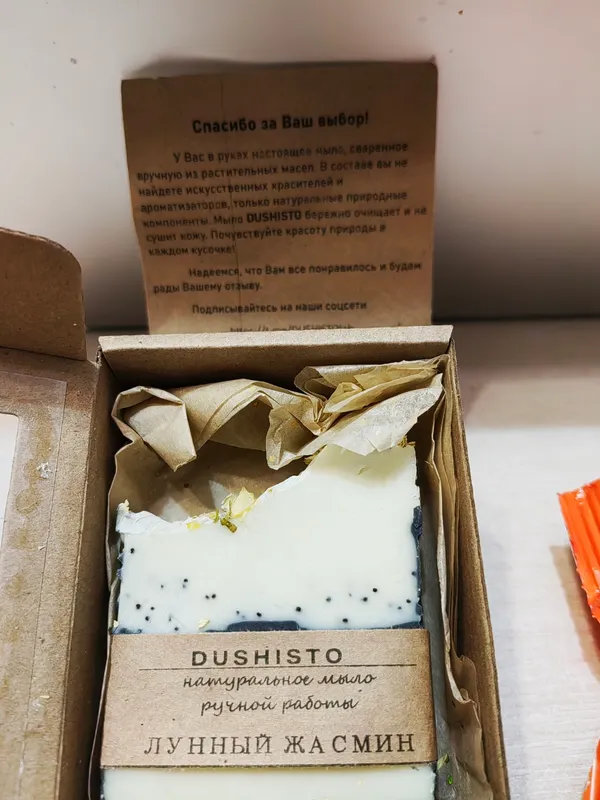 Спасибо за Ваш выбор!
У Вас в руках настоящее мыло, сваренное
вручную из растительных масел. В составе вы не
найдете искусственных красителей и
ароматизаторов, только натуральные природные
компоненты. Мыло DUSHISTO бережно очищает и не
сушит кожу. Почувствуйте красоту природы в
каждом кусочке!
Надеемся, что Вам все понравилось и будем
рады Вашему отзыву.
Подписывайтесь на наши соцсети
DUSHISTO
натуральное мыло
ручной работы
ЛУННЫЙ ЖАСМИН